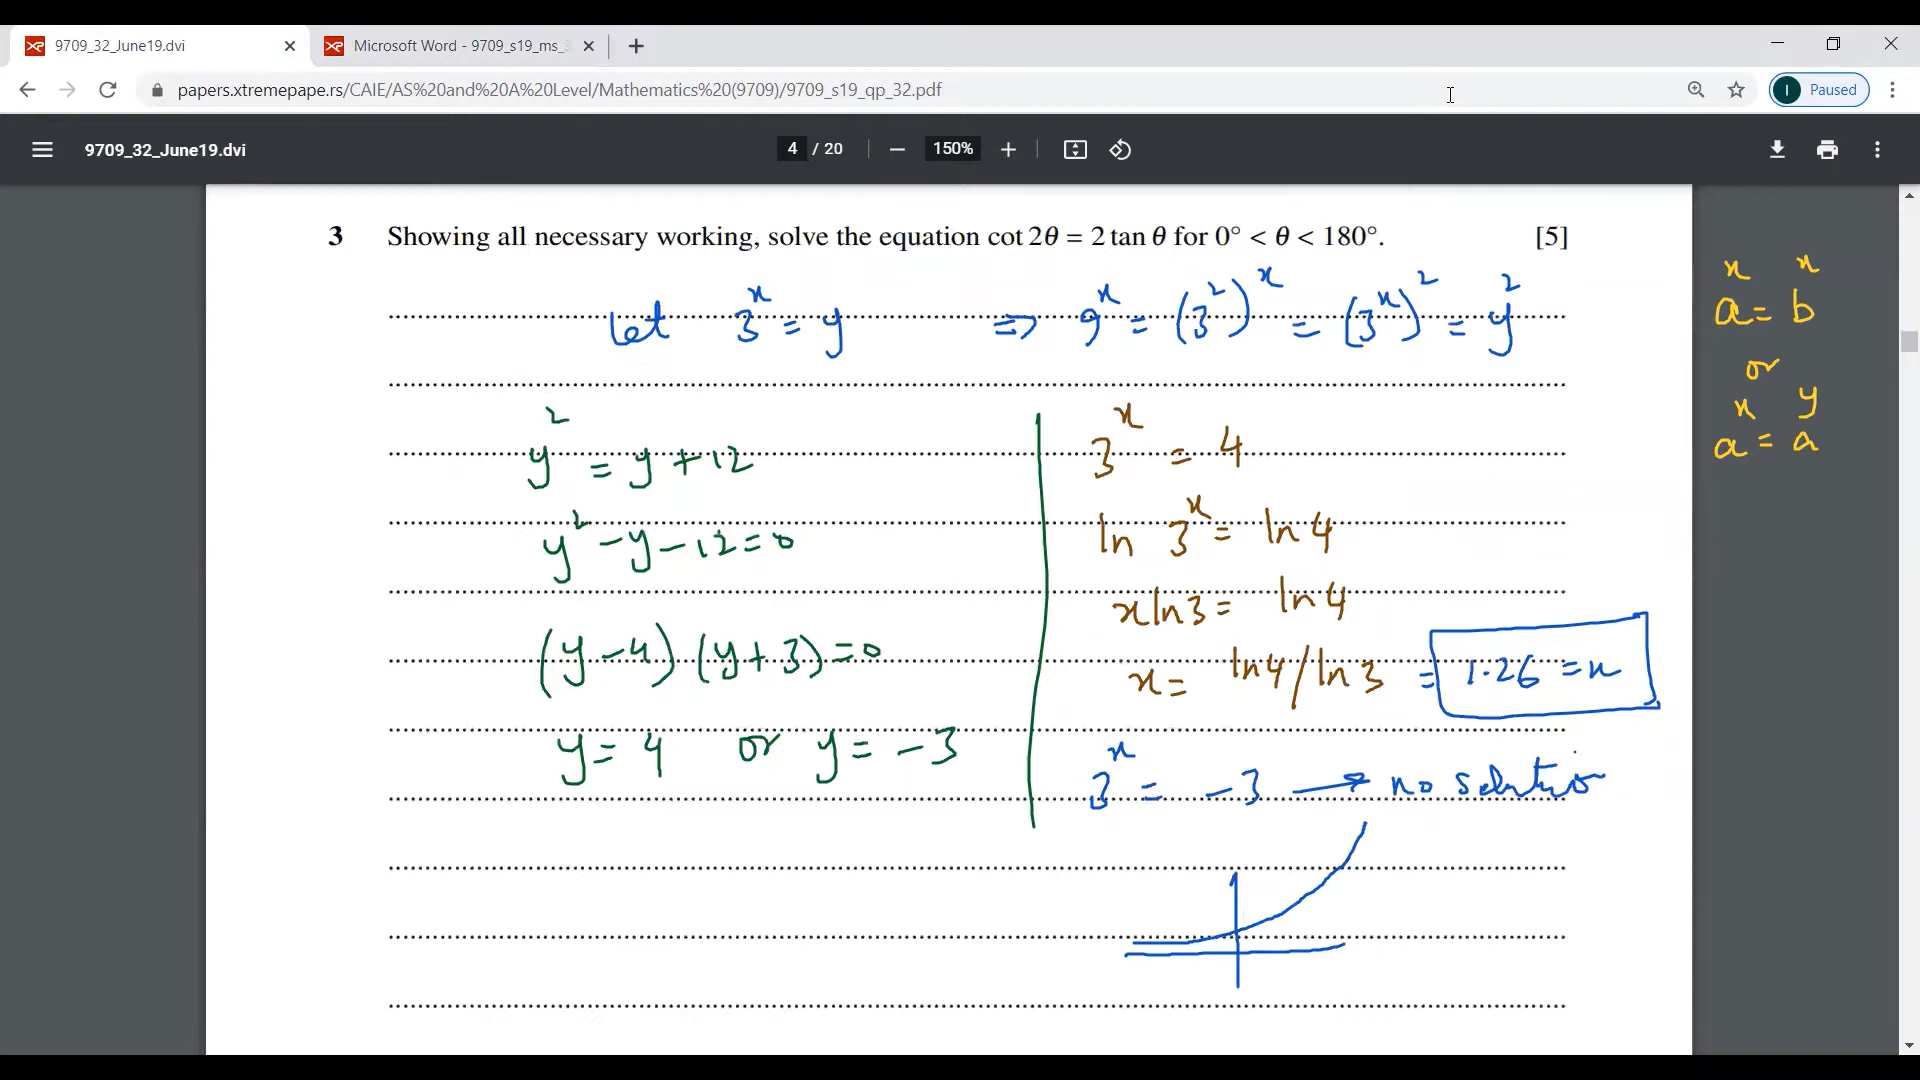 9709_32_June19.dvi
Microsoft Word - 9709_s19_ms_3
papers.xtremepape.rs/CAIE/AS%20and%20A%20Level/Mathematics%20(9709)/9709_s19_qp_32.pdf
I Paused
9709_32_June19.dvi
4 / 20
150%
3 Showing all necessary working, solve the equation cot 2θ = 2 tan θ for 0° < θ < 180°. [5]
Let 3^x = y ⇒ 9^x = (3^2)^x = (3^x)^2 = y^2
a^x = b^x
or
a^x = a^y
y^2 = y + 12
y^2 - y - 12 = 0
(y - 4) (y + 3) = 0
y = 4 or y = -3
3^x = 4
ln 3^x = ln 4
x ln 3 = ln 4
x = ln 4 / ln 3 = 1.26 = x
3^x = -3 → no solution